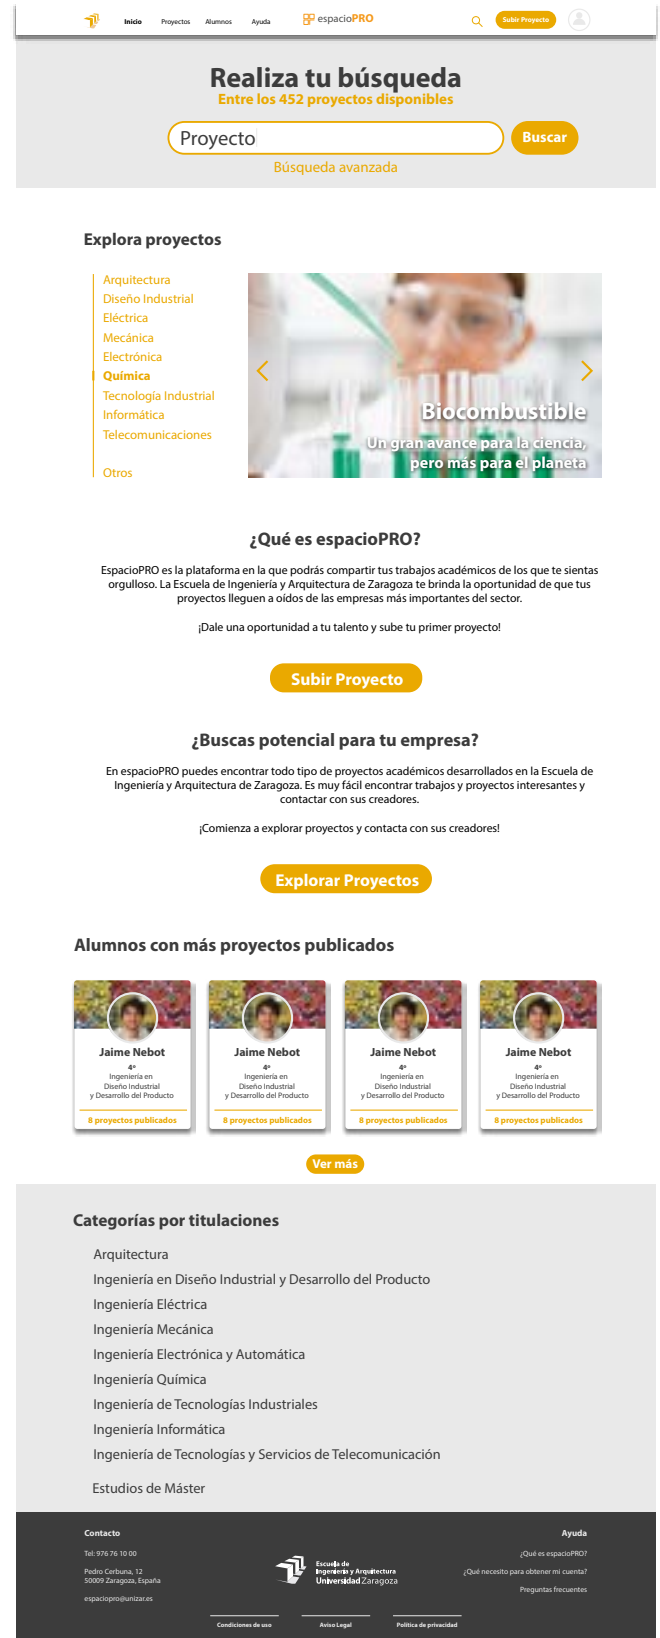 Inicio Proyectos Alumnos Ayuda espacioPRO Subir Proyecto
Realiza tu búsqueda
Entre los 452 proyectos disponibles
Proyecto Buscar
Búsqueda avanzada
Explora proyectos
Arquitectura
Diseño Industrial
Eléctrica
Mecánica
Electrónica
Química
Tecnología Industrial
Informática
Telecomunicaciones
Otros
Biocombustible
Un gran avance para la ciencia,
pero más para el planeta
¿Qué es espacioPRO?
EspacioPRO es la plataforma en la que podrás compartir tus trabajos académicos de los que te sientas
orgulloso. La Escuela de Ingeniería y Arquitectura de Zaragoza te brinda la oportunidad de que tus
proyectos lleguen a oídos de las empresas más importantes del sector.
¡Dale una oportunidad a tu talento y sube tu primer proyecto!
Subir Proyecto
¿Buscas potencial para tu empresa?
En espacioPRO puedes encontrar todo tipo de proyectos académicos desarrollados en la Escuela de
Ingeniería y Arquitectura de Zaragoza. Es muy fácil encontrar trabajos y proyectos interesantes y
contactar con sus creadores.
¡Comienza a explorar proyectos y contacta con sus creadores!
Explorar Proyectos
Alumnos con más proyectos publicados
Jaime Nebot
4º
Ingeniería en
Diseño Industrial
y Desarrollo del Producto
8 proyectos publicados
Jaime Nebot
4º
Ingeniería en
Diseño Industrial
y Desarrollo del Producto
8 proyectos publicados
Jaime Nebot
4º
Ingeniería en
Diseño Industrial
y Desarrollo del Producto
8 proyectos publicados
Jaime Nebot
4º
Ingeniería en
Diseño Industrial
y Desarrollo del Producto
8 proyectos publicados
Ver más
Categorías por titulaciones
Arquitectura
Ingeniería en Diseño Industrial y Desarrollo del Producto
Ingeniería Eléctrica
Ingeniería Mecánica
Ingeniería Electrónica y Automática
Ingeniería Química
Ingeniería de Tecnologías Industriales
Ingeniería Informática
Ingeniería de Tecnologías y Servicios de Telecomunicación
Estudios de Máster
Contacto
Tel: 976 76 10 00
Pedro Cerbuna, 12
50009 Zaragoza, España
espaciopro@unizar.es
Escuela de
Ingeniería y Arquitectura
Universidad Zaragoza
Ayuda
¿Qué es espacioPRO?
¿Qué necesito para obtener mi cuenta?
Preguntas frecuentes
Condiciones de uso Aviso Legal Política de privacidad